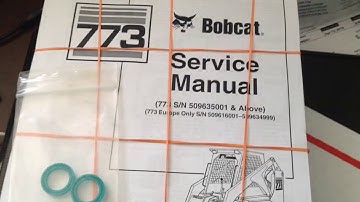 773
Bobcat
Service
Manual
(773 S/N 509635001 & Above)
(773 Europe Only S/N 509616001-509634999)